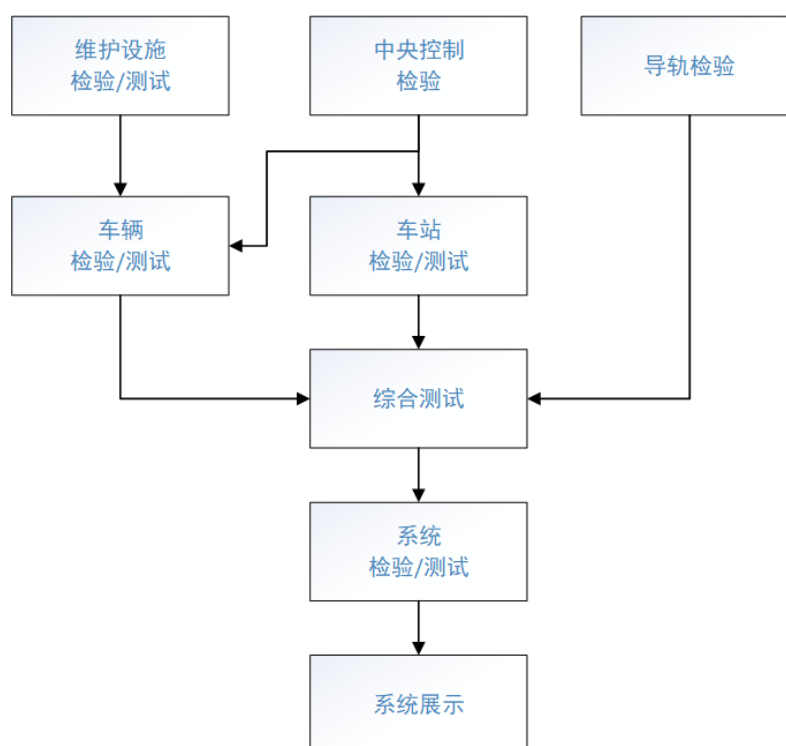 维护设施
检验/测试
中央控制
检验
导轨检验
车辆
检验/测试
车站
检验/测试
综合测试
系统
检验/测试
系统展示